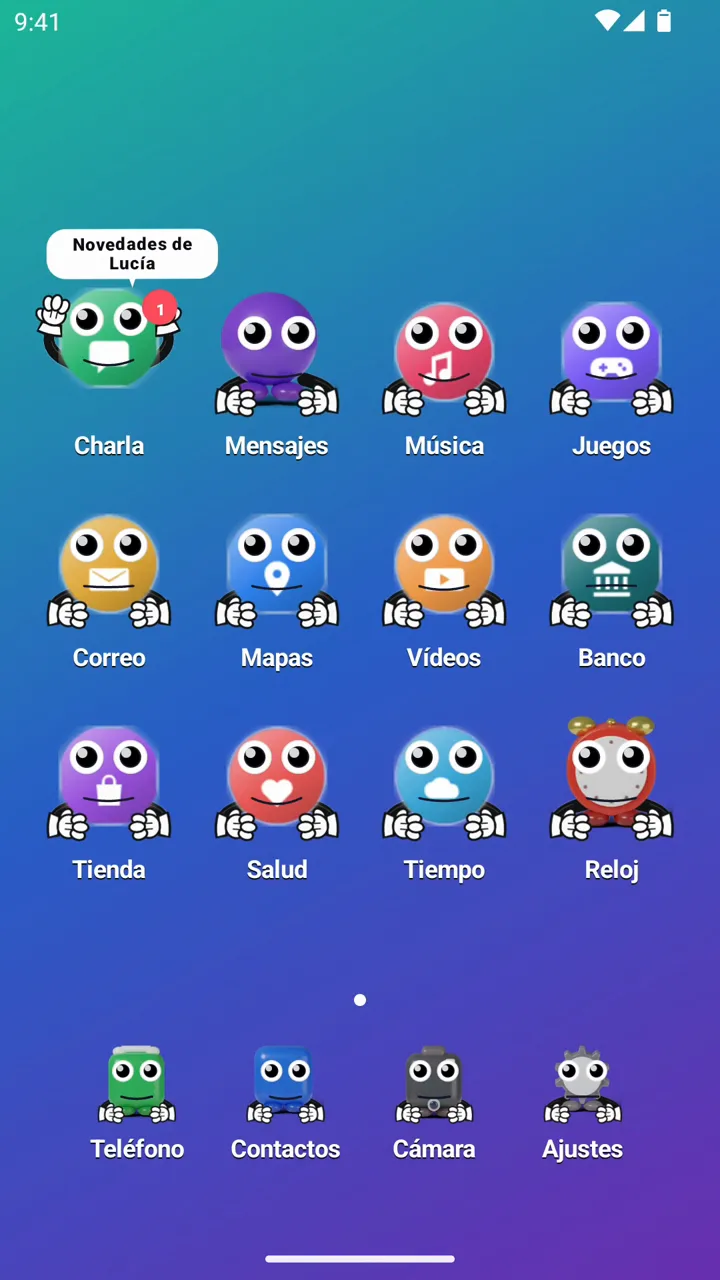 9:41
Novedades de
Lucía
1
Charla
Mensajes
Música
Juegos
Correo
Mapas
Vídeos
Banco
Tienda
Salud
Tiempo
Reloj
Teléfono
Contactos
Cámara
Ajustes